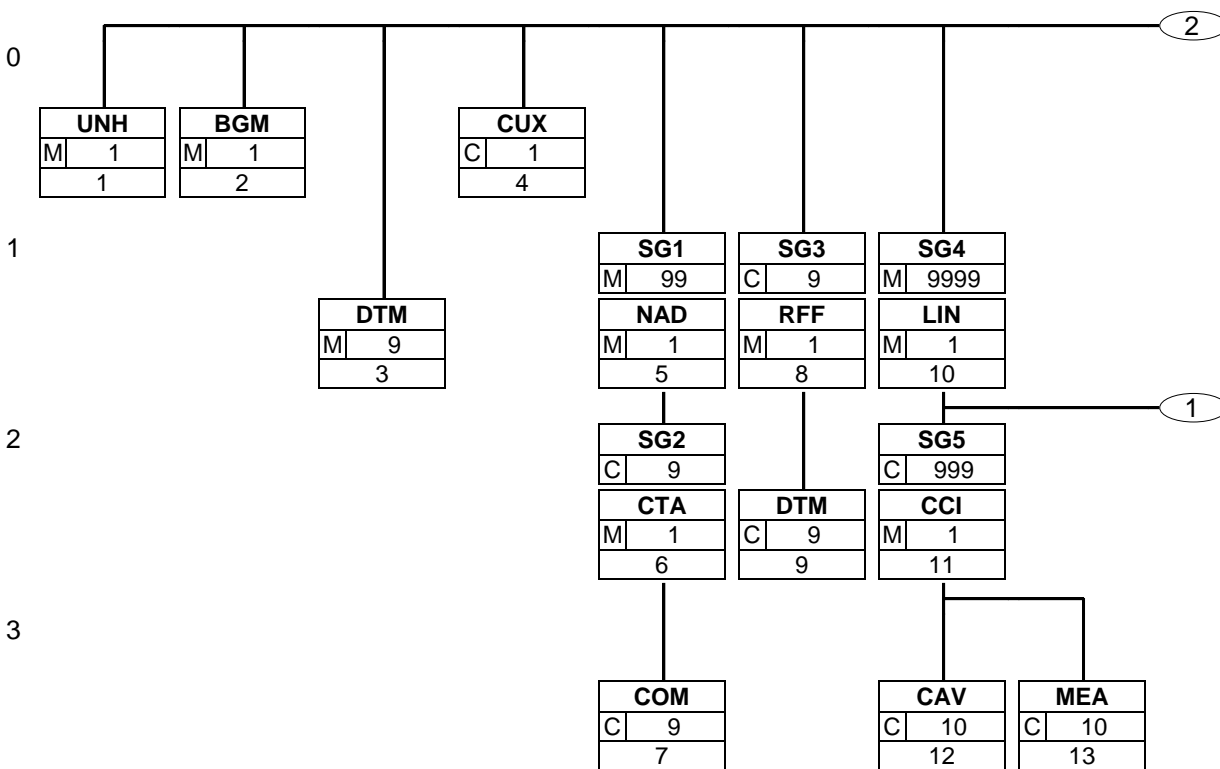 2
0
UNH BGM CUX
M 1 M 1 C 1
1 2 4
1
SG1 SG3 SG4
M 99 C 9 M 9999
DTM NAD RFF LIN
M 9 M 1 M 1 M 1
3 5 8 10
1
2
SG2 SG5
C 9 C 999
CTA DTM CCI
M 1 C 9 M 1
6 9 11
3
COM CAV MEA
C 9 C 10 C 10
7 12 13